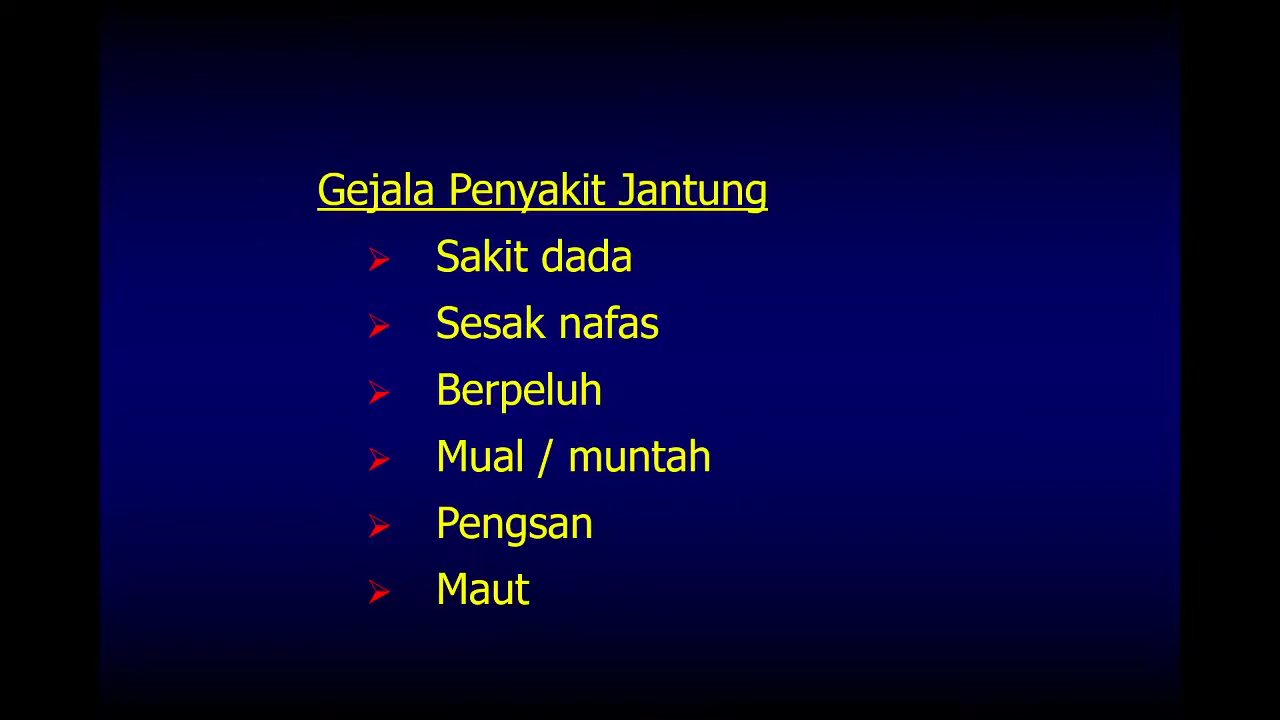 Gejala Penyakit Jantung
Sakit dada
Sesak nafas
Berpeluh
Mual / muntah
Pengsan
Maut